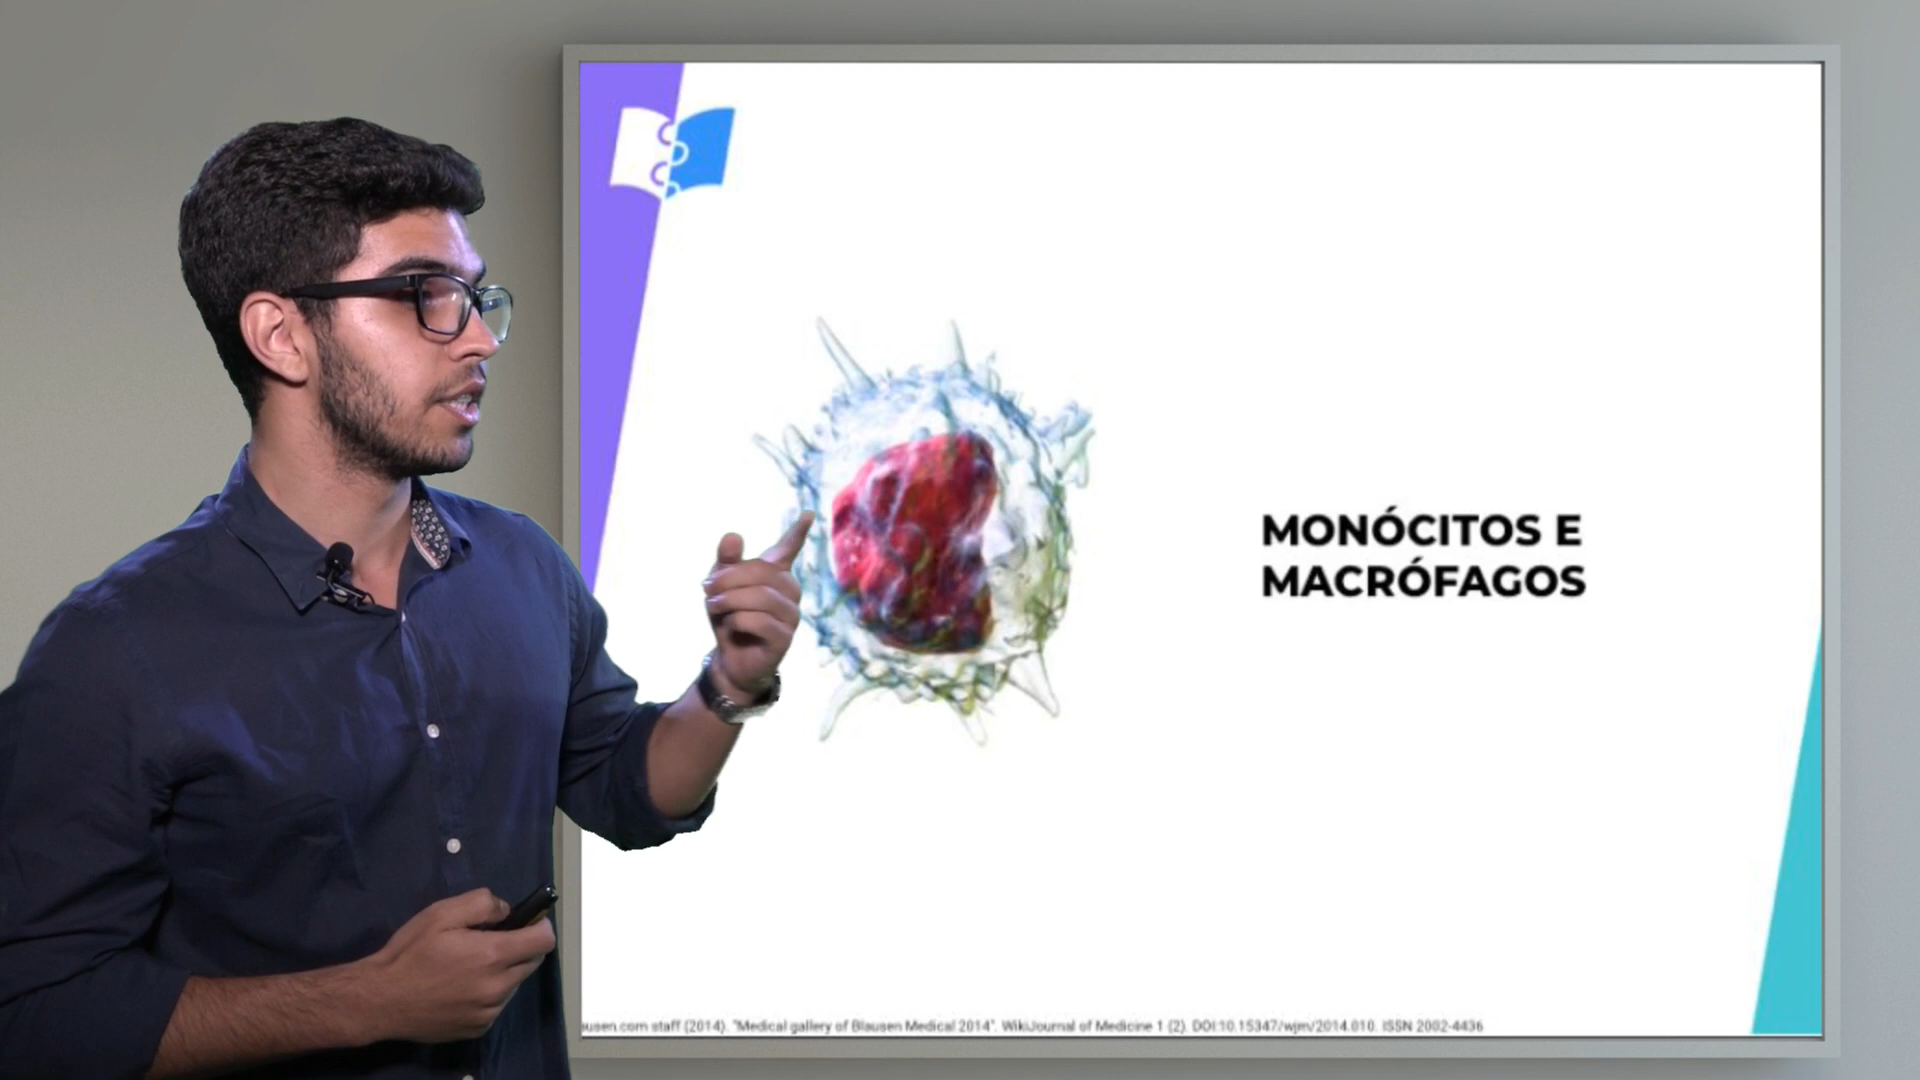 MONÓCITOS E
MACRÓFAGOS
usen.com staff (2014). "Medical gallery of Blausen Medical 2014". WikiJournal of Medicine 1 (2). DOI:10.15347/wjm/2014.010. ISSN 2002-4436